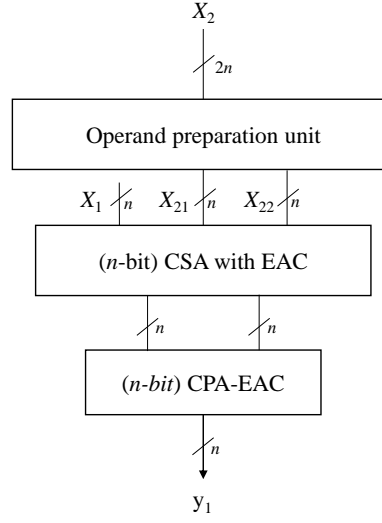 X2
2n
Operand preparation unit
X1 n X21 n X22 n
(n-bit) CSA with EAC
n n
(n-bit) CPA-EAC
n
y1